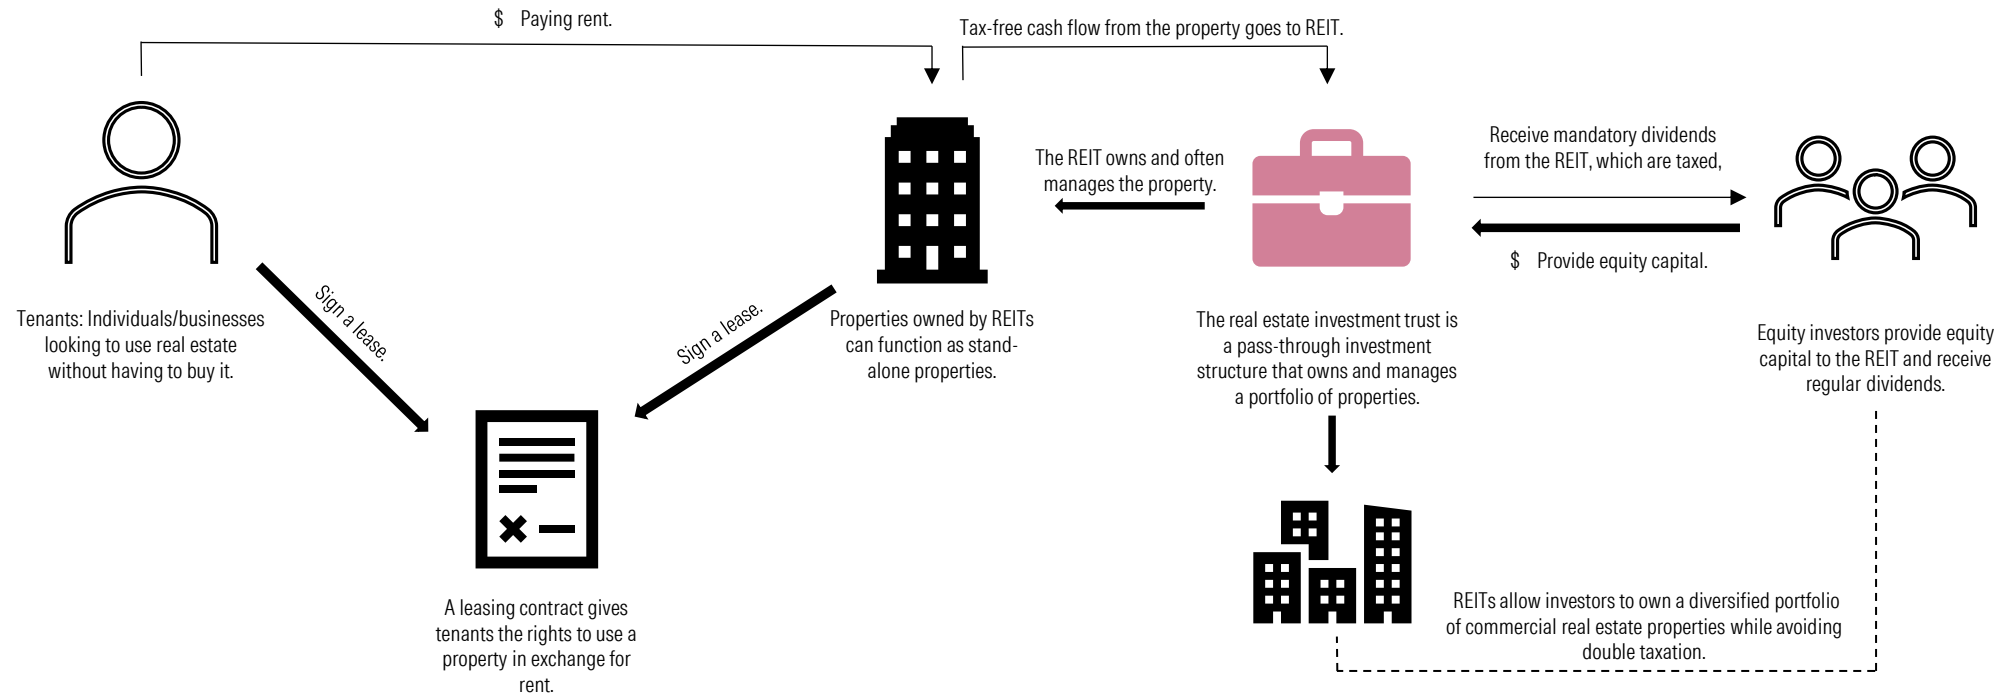 $ Paying rent.
Tax-free cash flow from the property goes to REIT.
The REIT owns and often
manages the property.
Receive mandatory dividends
from the REIT, which are taxed,
$ Provide equity capital.
Tenants: Individuals/businesses
looking to use real estate
without having to buy it.
Sign a lease.
Sign a lease.
Properties owned by REITs
can function as stand-
alone properties.
The real estate investment trust is
a pass-through investment
structure that owns and manages
a portfolio of properties.
Equity investors provide equity
capital to the REIT and receive
regular dividends.
A leasing contract gives
tenants the rights to use a
property in exchange for
rent.
REITs allow investors to own a diversified portfolio
of commercial real estate properties while avoiding
double taxation.